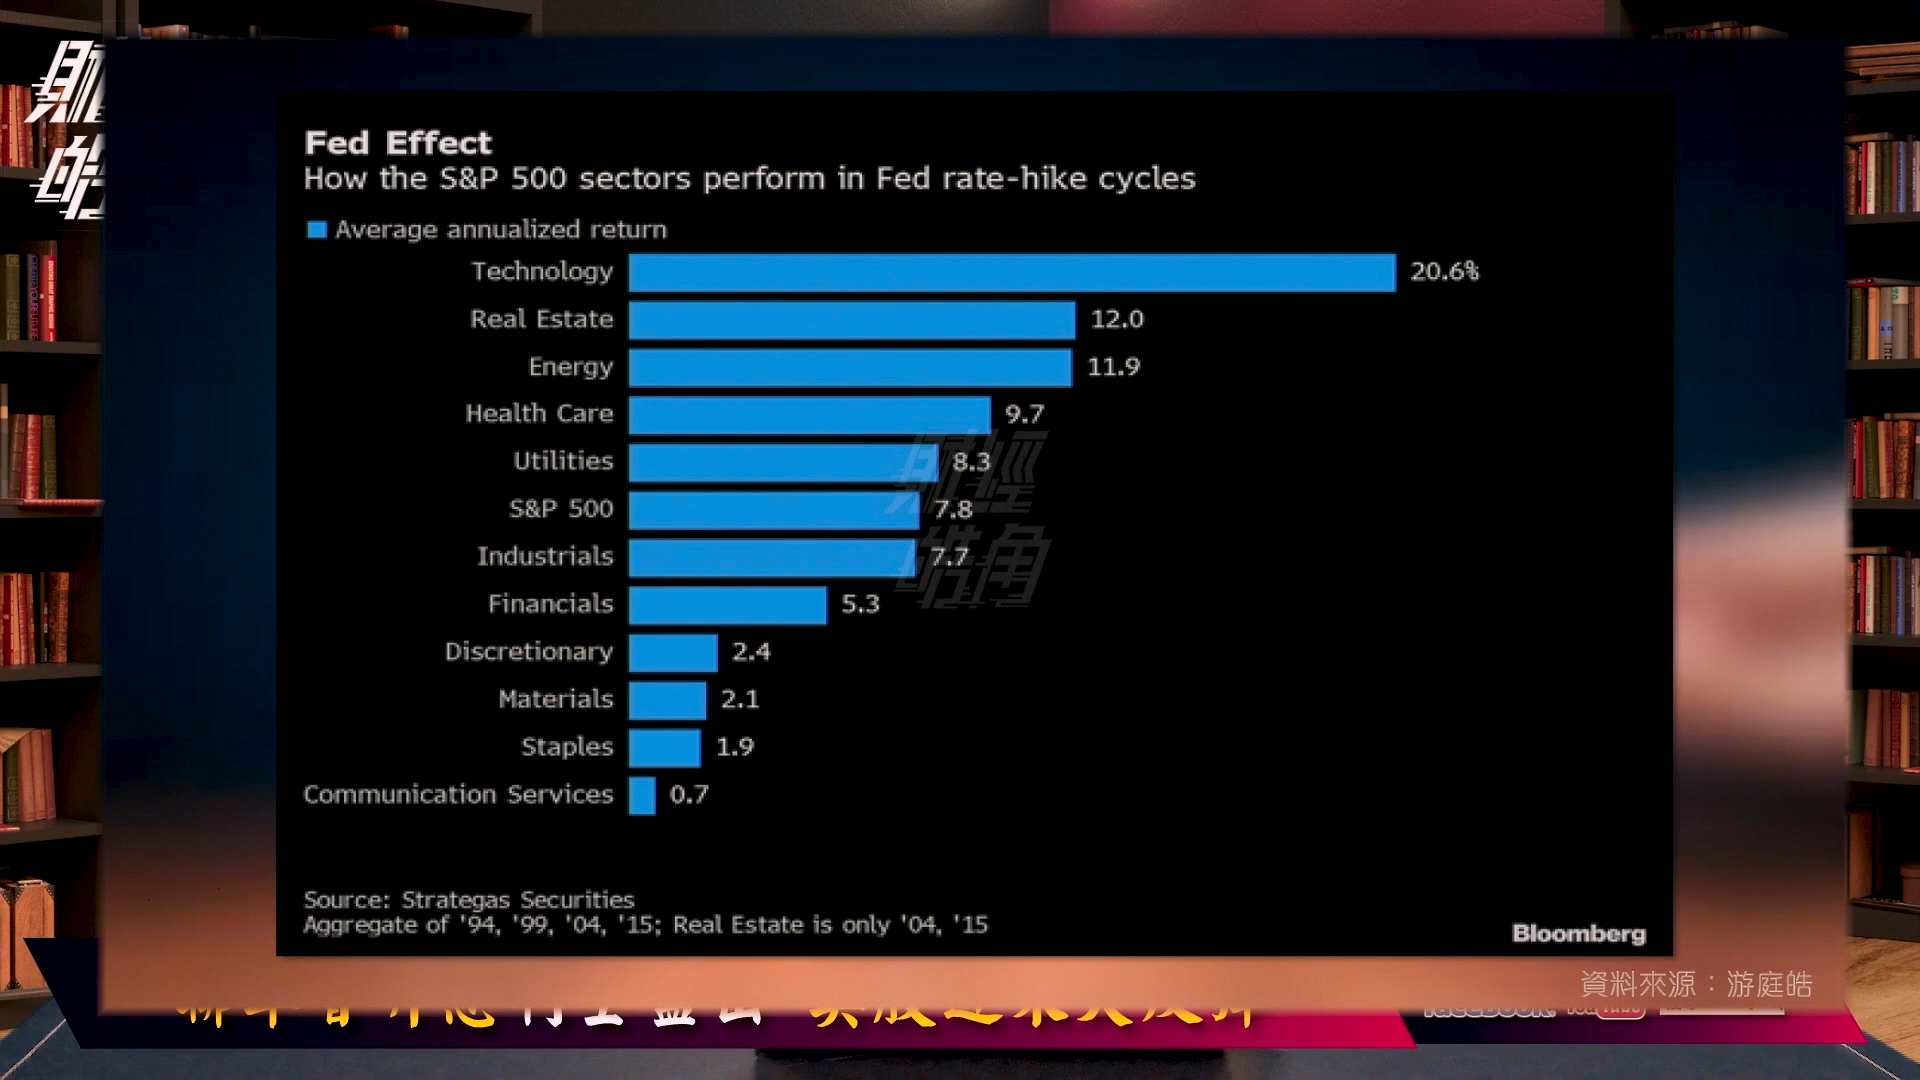 Fed Effect
How the S&P 500 sectors perform in Fed rate-hike cycles
Average annualized return
Technology 20.6%
Real Estate 12.0
Energy 11.9
Health Care 9.7
Utilities 8.3
S&P 500 7.8
Industrials 7.7
Financials 5.3
Discretionary 2.4
Materials 2.1
Staples 1.9
Communication Services 0.7
財經
皓角
Source: Strategas Securities
Aggregate of '94, '99, '04, '15; Real Estate is only '04, '15
Bloomberg
資料來源：游庭皓